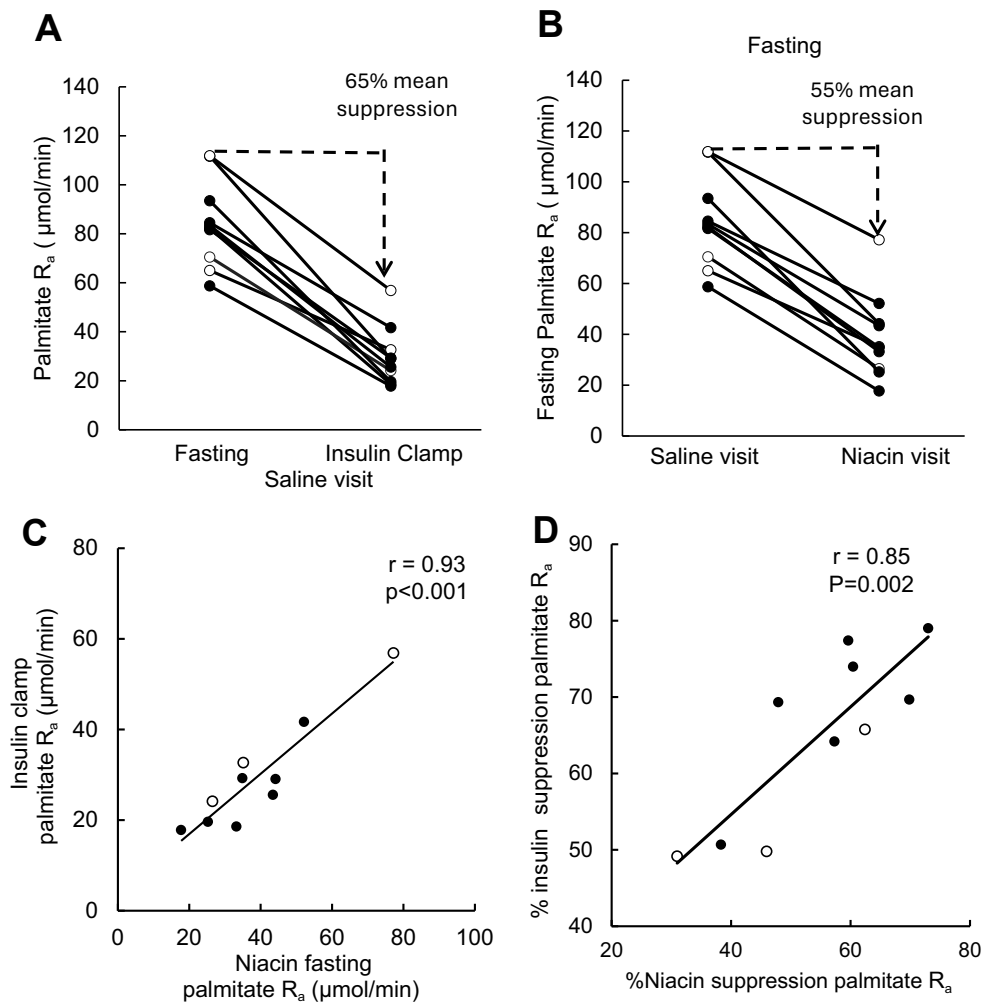 A
65% mean
suppression
Palmitate Rₐ ( µmol/min)
140
120
100
80
60
40
20
0
Fasting
Insulin Clamp
Saline visit
B
Fasting
55% mean
suppression
Fasting Palmitate Rₐ ( µmol/min)
140
120
100
80
60
40
20
0
Saline visit
Niacin visit
C
r = 0.93
p<0.001
Insulin clamp
palmitate Rₐ (µmol/min)
80
60
40
20
0
0
20
40
60
80
100
Niacin fasting
palmitate Rₐ (µmol/min)
D
r = 0.85
P=0.002
% insulin suppression palmitate Rₐ
90
80
70
60
50
40
20
40
60
80
%Niacin suppression palmitate Rₐ